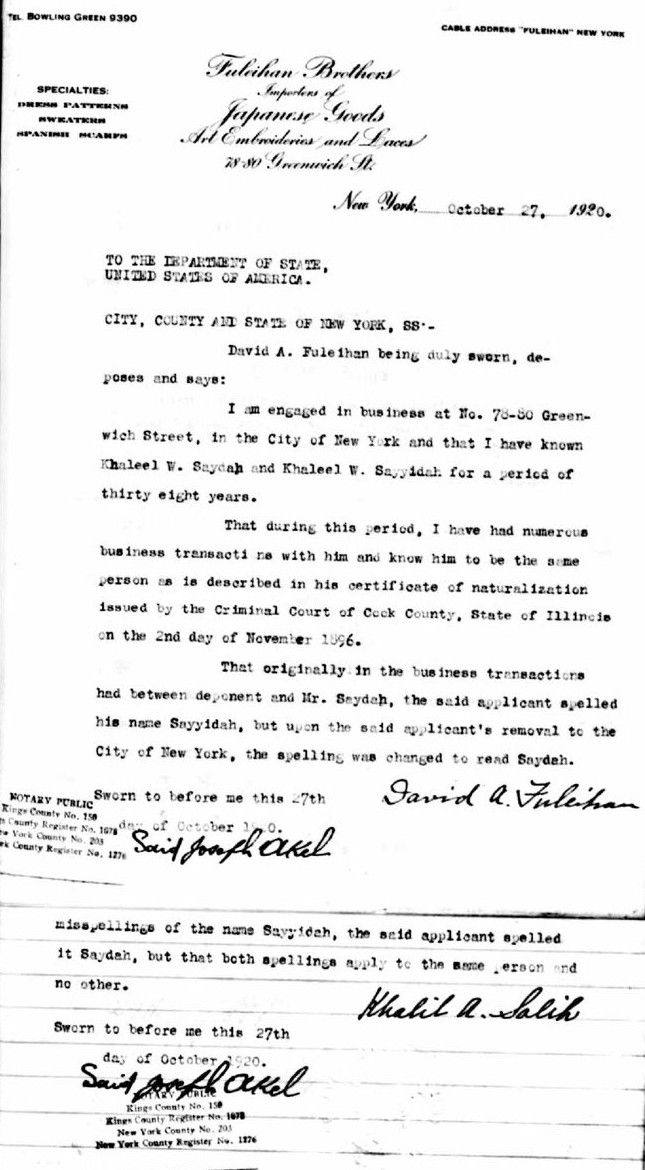 TEL. BOWLING GREEN 9390
CABLE ADDRESS "FULEIHAN" NEW YORK
Fuleihan Brothers
Importers of
Japanese Goods
Art Embroideries and Laces
78-80 Greenwich St.
SPECIALTIES:
DRESS PATTERNS
SWEATERS
SPANISH SCARFS
New York, October 27, 1920.
TO THE DEPARTMENT OF STATE,
UNITED STATES OF AMERICA.
CITY, COUNTY AND STATE OF NEW YORK, SS:-
David A. Fuleihan being duly sworn, de-
poses and says:
I am engaged in business at No. 78-80 Green-
wich Street, in the City of New York and that I have known
Khaleel W. Saydah and Khaleel W. Sayyidah for a period of
thirty eight years.
That during this period, I have had numerous
business transacti ns with him and know him to be the same
person as is described in his certificate of naturalization
issued by the Criminal Court of Cook County, State of Illinois
on the 2nd day of November 1896.
That originally in the business transactions
had between deponent and Mr. Saydah, the said applicant spelled
his name Sayyidah, but upon the said applicant's removal to the
City of New York, the spelling was changed to read Saydah.
Sworn to before me this 27th
day of October 1920.
David A. Fuleihan
Said Joseph Akel
NOTARY PUBLIC
Kings County No. 150
s County Register No. 1078
ew York County No. 203
rk County Register No. 1276
misspellings of the name Sayyidah, the said applicant spelled
it Saydah, but that both spellings apply to the same person and
no other.
Khalil A. Salih
Sworn to before me this 27th
day of October 1920.
Said Joseph Akel
NOTARY PUBLIC
Kings County No. 150
Kings County Register No. 1078
New York County No. 203
New York County Register No. 1276